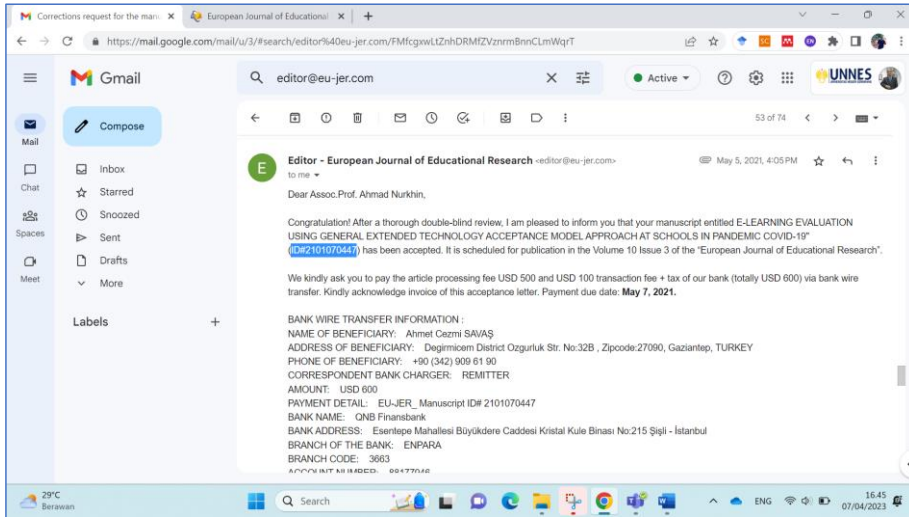 Corrections request for the manu
European Journal of Educational
https://mail.google.com/mail/u/3/#search/editor%40eu-jer.com/FMfcgxwLtZnhDRMfZVznrmBnnCLmWqrT
Gmail
editor@eu-jer.com
Active
UNNES
Mail
Chat
Spaces
Meet
Compose
Inbox
Starred
Snoozed
Sent
Drafts
More
Labels
53 of 74
E
Editor - European Journal of Educational Research <editor@eu-jer.com>
May 5, 2021, 4:05 PM
to me
Dear Assoc.Prof. Ahmad Nurkhin,
Congratulation! After a thorough double-blind review, I am pleased to inform you that your manuscript entitled E-LEARNING EVALUATION
USING GENERAL EXTENDED TECHNOLOGY ACCEPTANCE MODEL APPROACH AT SCHOOLS IN PANDEMIC COVID-19"
(ID#2101070447) has been accepted. It is scheduled for publication in the Volume 10 Issue 3 of the "European Journal of Educational Research".
We kindly ask you to pay the article processing fee USD 500 and USD 100 transaction fee + tax of our bank (totally USD 600) via bank wire
transfer. Kindly acknowledge invoice of this acceptance letter. Payment due date: May 7, 2021.
BANK WIRE TRANSFER INFORMATION :
NAME OF BENEFICIARY: Ahmet Cezmi SAVAŞ
ADDRESS OF BENEFICIARY: Degirmicem District Ozgurluk Str. No:32B , Zipcode:27090, Gaziantep, TURKEY
PHONE OF BENEFICIARY: +90 (342) 909 61 90
CORRESPONDENT BANK CHARGER: REMITTER
AMOUNT: USD 600
PAYMENT DETAIL: EU-JER_ Manuscript ID# 2101070447
BANK NAME: QNB Finansbank
BANK ADDRESS: Esentepe Mahallesi Büyükdere Caddesi Kristal Kule Binası No:215 Şişli - İstanbul
BRANCH OF THE BANK: ENPARA
BRANCH CODE: 3663
ACCOUNT NUMBER: 88177046
29°C
Berawan
Search
ENG
16.45
07/04/2023